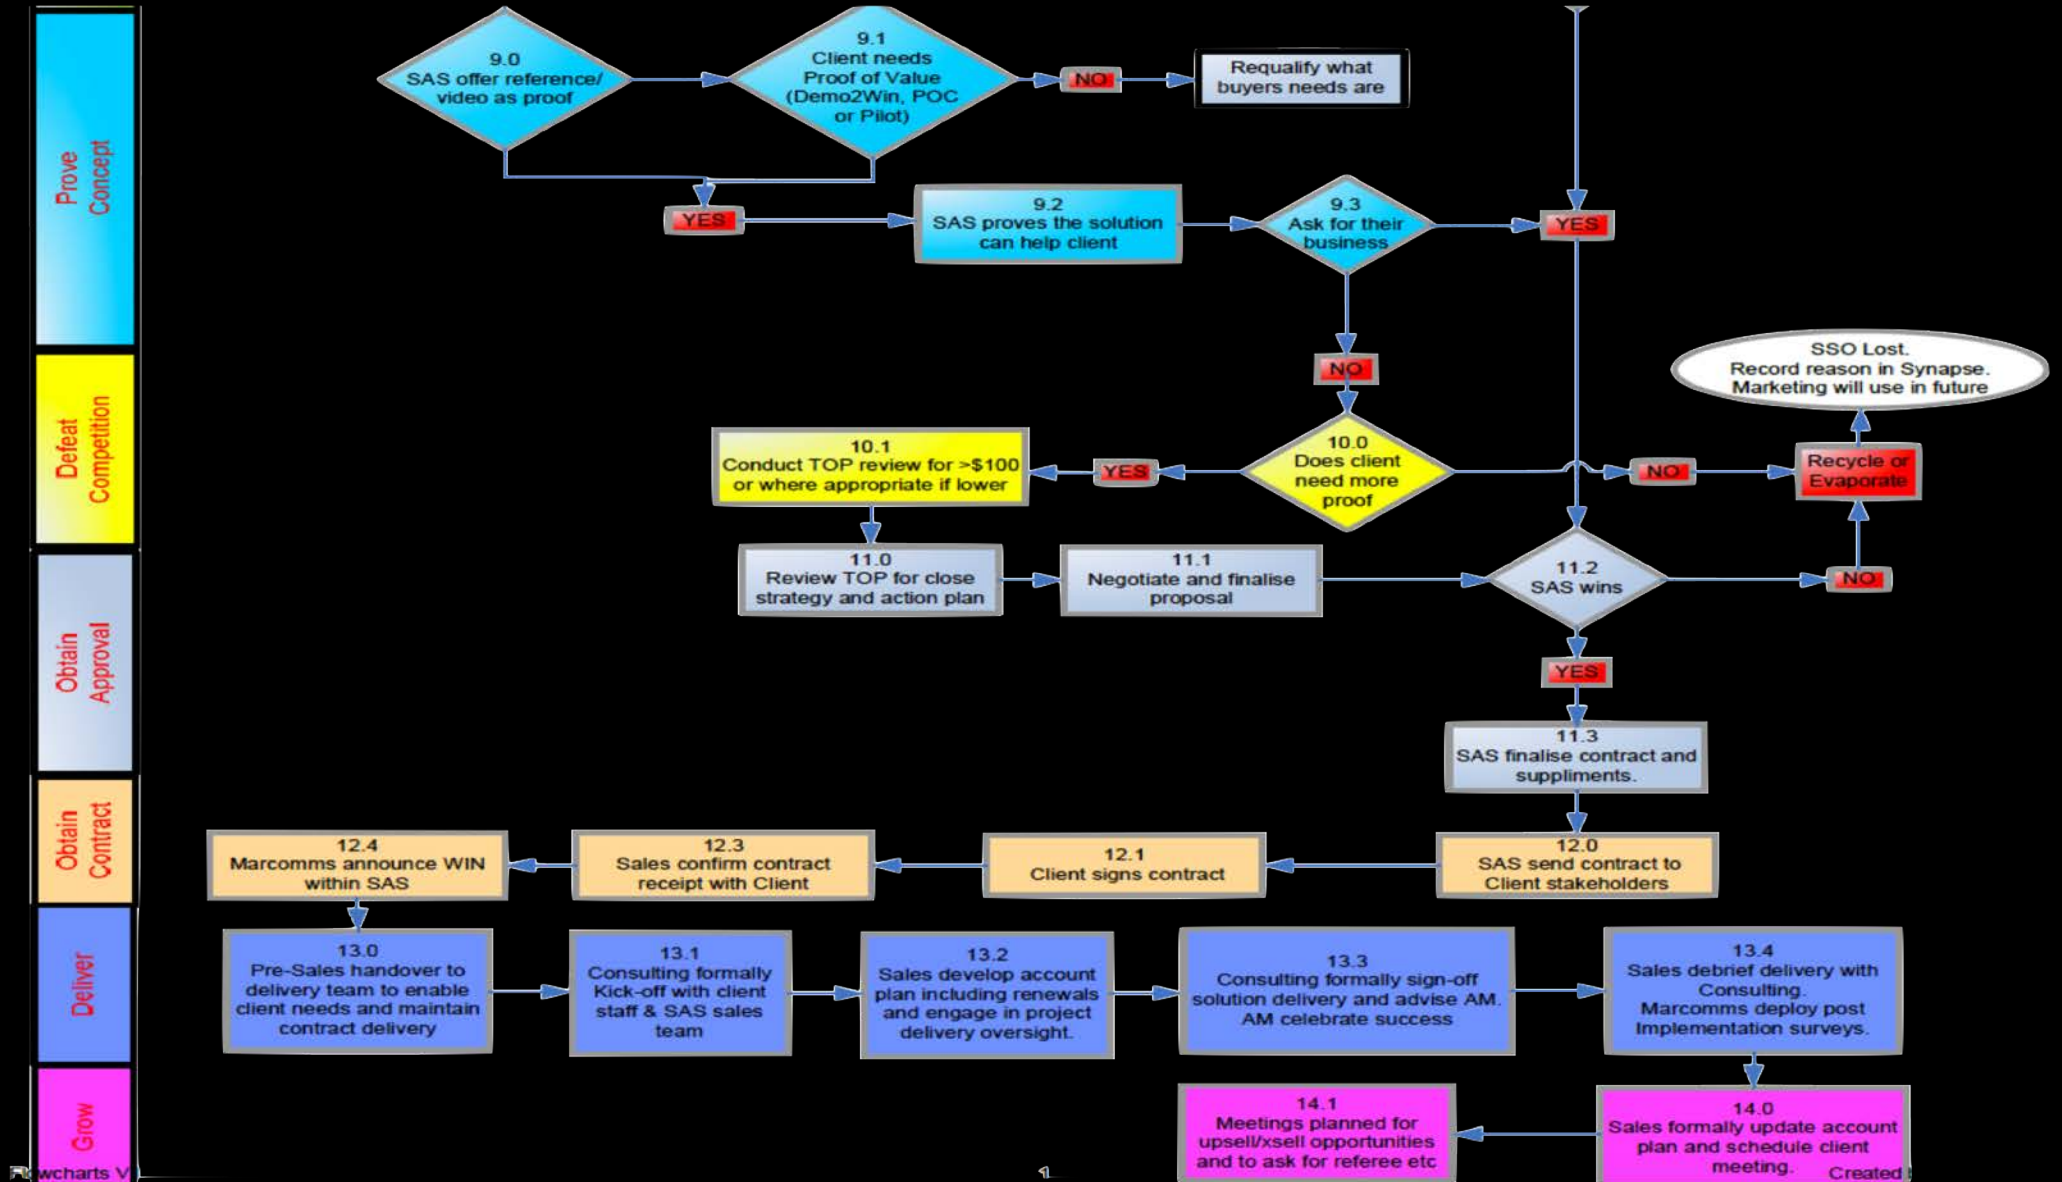 Prove
Concept
9.0
SAS offer reference/
video as proof
9.1
Client needs
Proof of Value
(Demo2Win, POC
or Pilot)
NO
Requalify what
buyers needs are
YES
9.2
SAS proves the solution
can help client
9.3
Ask for their
business
YES
NO
Defeat
Competition
SSO Lost.
Record reason in Synapse.
Marketing will use in future
10.1
Conduct TOP review for >$100
or where appropriate if lower
YES
10.0
Does client
need more
proof
NO
Recycle or
Evaporate
Obtain
Approval
11.0
Review TOP for close
strategy and action plan
11.1
Negotiate and finalise
proposal
11.2
SAS wins
NO
YES
11.3
SAS finalise contract and
suppliments.
Obtain
Contract
12.4
Marcomms announce WIN
within SAS
12.3
Sales confirm contract
receipt with Client
12.1
Client signs contract
12.0
SAS send contract to
Client stakeholders
Deliver
13.0
Pre-Sales handover to
delivery team to enable
client needs and maintain
contract delivery
13.1
Consulting formally
Kick-off with client
staff & SAS sales
team
13.2
Sales develop account
plan including renewals
and engage in project
delivery oversight.
13.3
Consulting formally sign-off
solution delivery and advise AM.
AM celebrate success
13.4
Sales debrief delivery with
Consulting.
Marcomms deploy post
Implementation surveys.
Grow
14.1
Meetings planned for
upsell/xsell opportunities
and to ask for referee etc
14.0
Sales formally update account
plan and schedule client
meeting.
Flowcharts V
1
Created